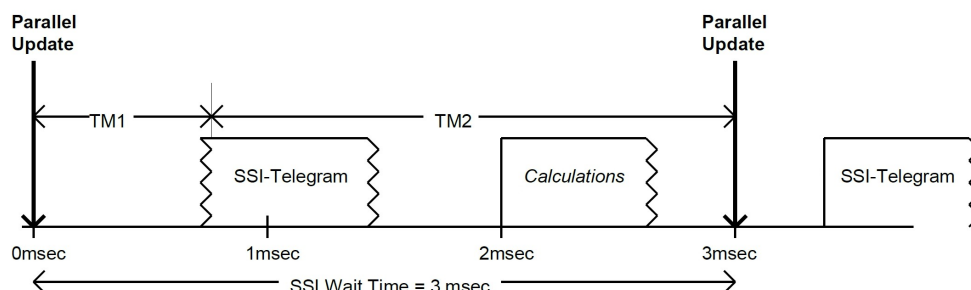 Parallel Update
Parallel Update
TM1
TM2
SSI-Telegram
Calculations
SSI-Telegram
0msec
1msec
2msec
3msec
SSI Wait Time = 3 msec